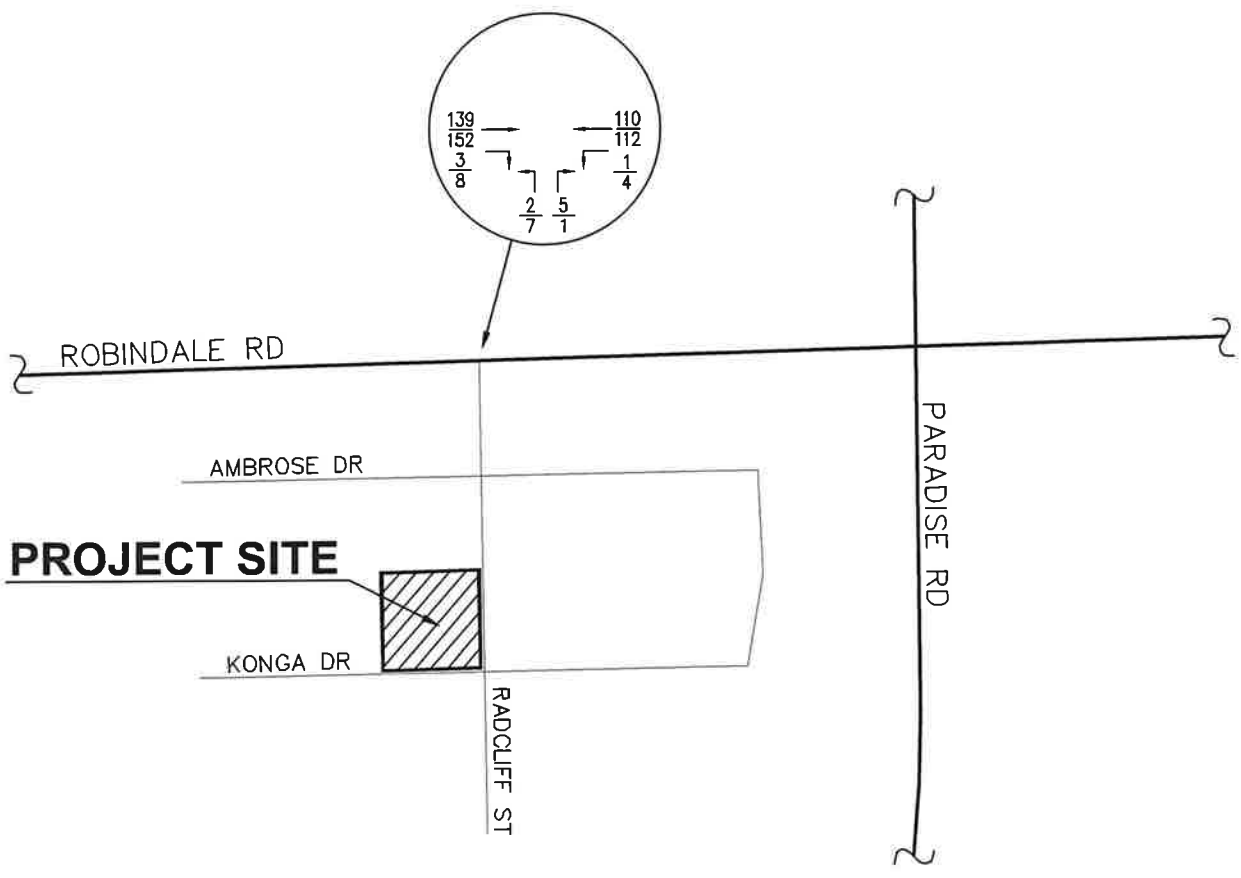 139
152
110
112
3
8
1
4
2
7
5
1
ROBINDALE RD
PARADISE RD
AMBROSE DR
PROJECT SITE
KONGA DR
RADCLIFF ST